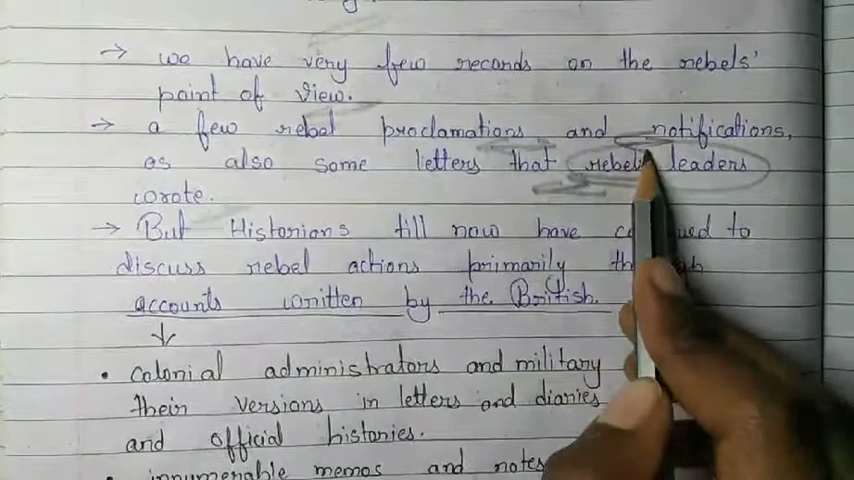 → we have very few records on the rebels'
point of view.
→ a few rebel proclamations and notifications,
as also some letters that rebel leaders
wrote.
→ But Historians till now have to
discuss rebel actions primarily
accounts written by the British.
• colonial administrators and military
their versions in letters and diaries
and official histories.
• innumerable memos and notes